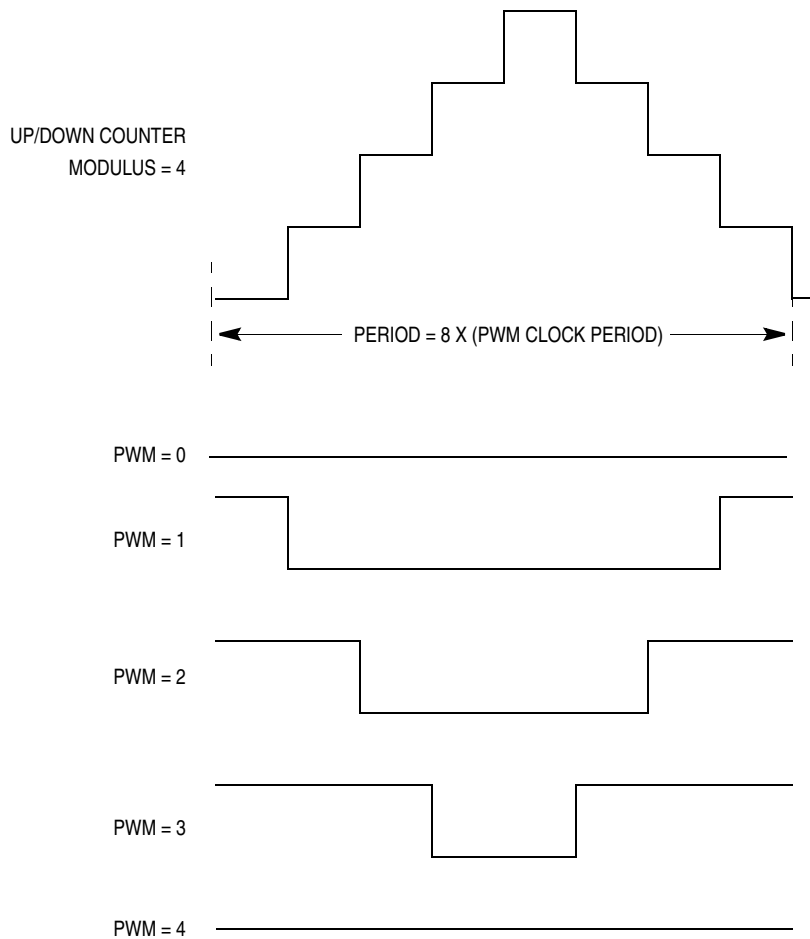 UP/DOWN COUNTER
MODULUS = 4
PERIOD = 8 X (PWM CLOCK PERIOD)
PWM = 0
PWM = 1
PWM = 2
PWM = 3
PWM = 4